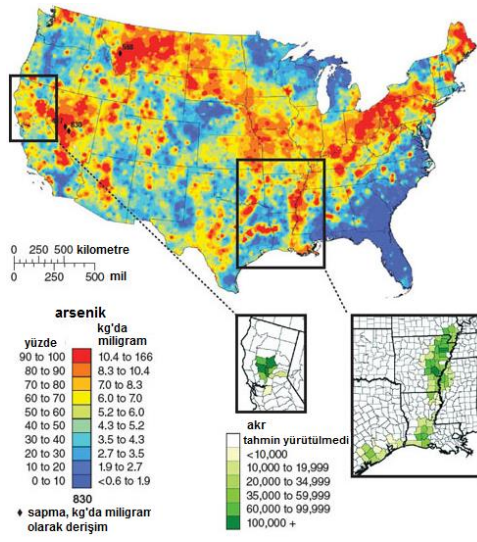 830
0 250 500 kilometre
0 250 500 mil
arsenik
yüzde
kg'da miligram
90 to 100 10.4 to 166
80 to 90 8.3 to 10.4
70 to 80 7.0 to 8.3
60 to 70 6.0 to 7.0
50 to 60 5.2 to 6.0
40 to 50 4.3 to 5.2
30 to 40 3.5 to 4.3
20 to 30 2.7 to 3.5
10 to 20 1.9 to 2.7
0 to 10 <0.6 to 1.9
830
♦ sapma, kg'da miligram
olarak derişim
akr
tahmin yürütülmedi
<10,000
10,000 to 19,999
20,000 to 34,999
35,000 to 59,999
60,000 to 99,999
100,000 +